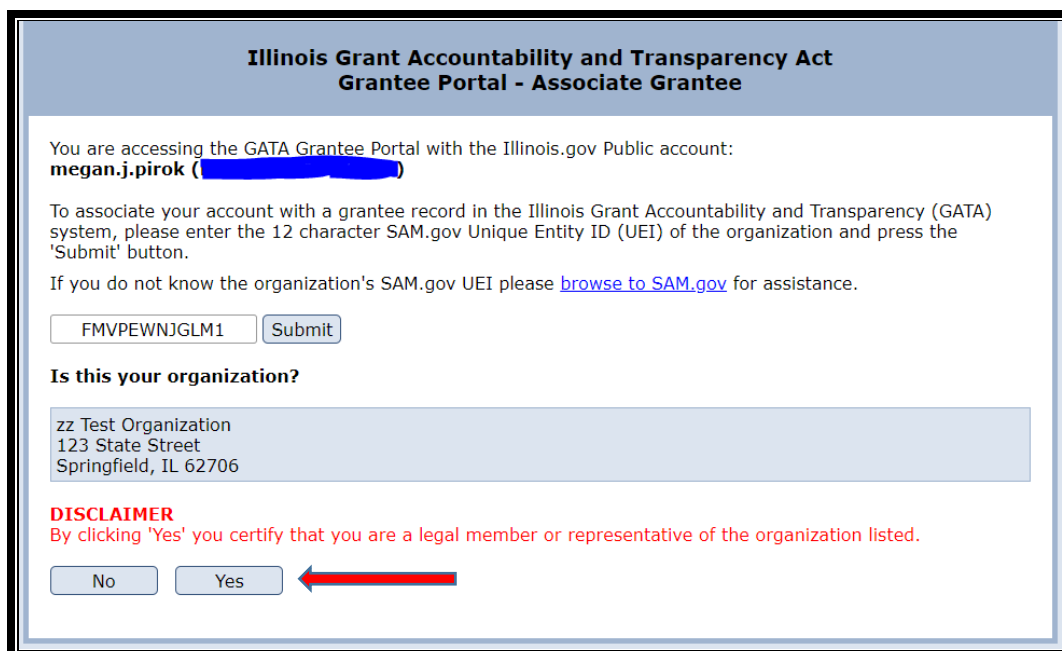 Illinois Grant Accountability and Transparency Act
Grantee Portal - Associate Grantee
You are accessing the GATA Grantee Portal with the Illinois.gov Public account:
megan.j.pirok ( )
To associate your account with a grantee record in the Illinois Grant Accountability and Transparency (GATA)
system, please enter the 12 character SAM.gov Unique Entity ID (UEI) of the organization and press the
'Submit' button.
If you do not know the organization's SAM.gov UEI please browse to SAM.gov for assistance.
FMVPEWNJGLM1 Submit
Is this your organization?
zz Test Organization
123 State Street
Springfield, IL 62706
DISCLAIMER
By clicking 'Yes' you certify that you are a legal member or representative of the organization listed.
No Yes